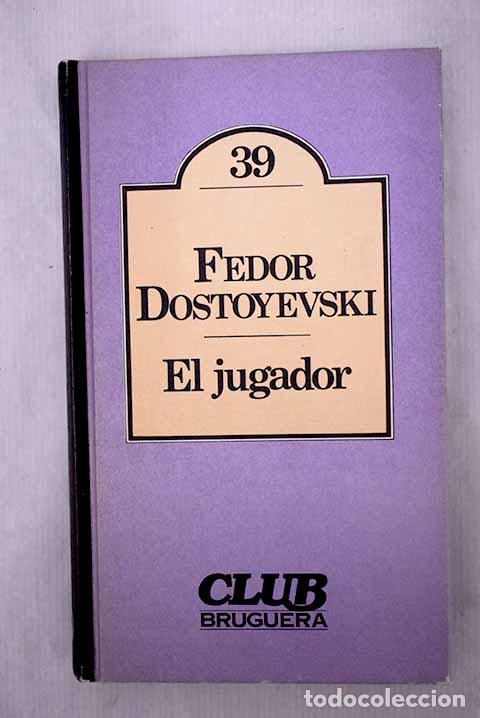 39
FEDOR
DOSTOYEVSKI
El jugador
CLUB
BRUGUERA
todocoleccion